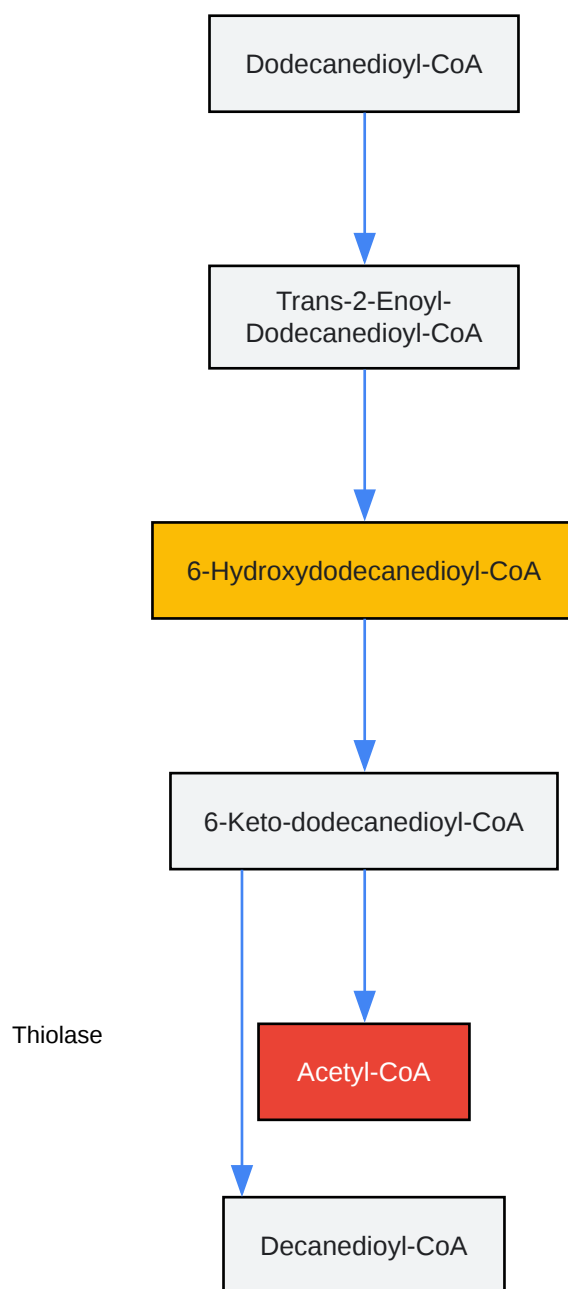 Dodecanedioyl-CoA
Trans-2-Enoyl-
Dodecanedioyl-CoA
6-Hydroxydodecanedioyl-CoA
6-Keto-dodecanedioyl-CoA
Thiolase
Acetyl-CoA
Decanedioyl-CoA